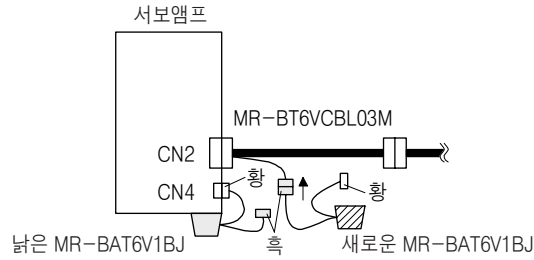 서보앰프
MR-BT6VCBL03M
CN2
CN4
황
황
흑
낡은 MR-BAT6V1BJ
새로운 MR-BAT6V1BJ